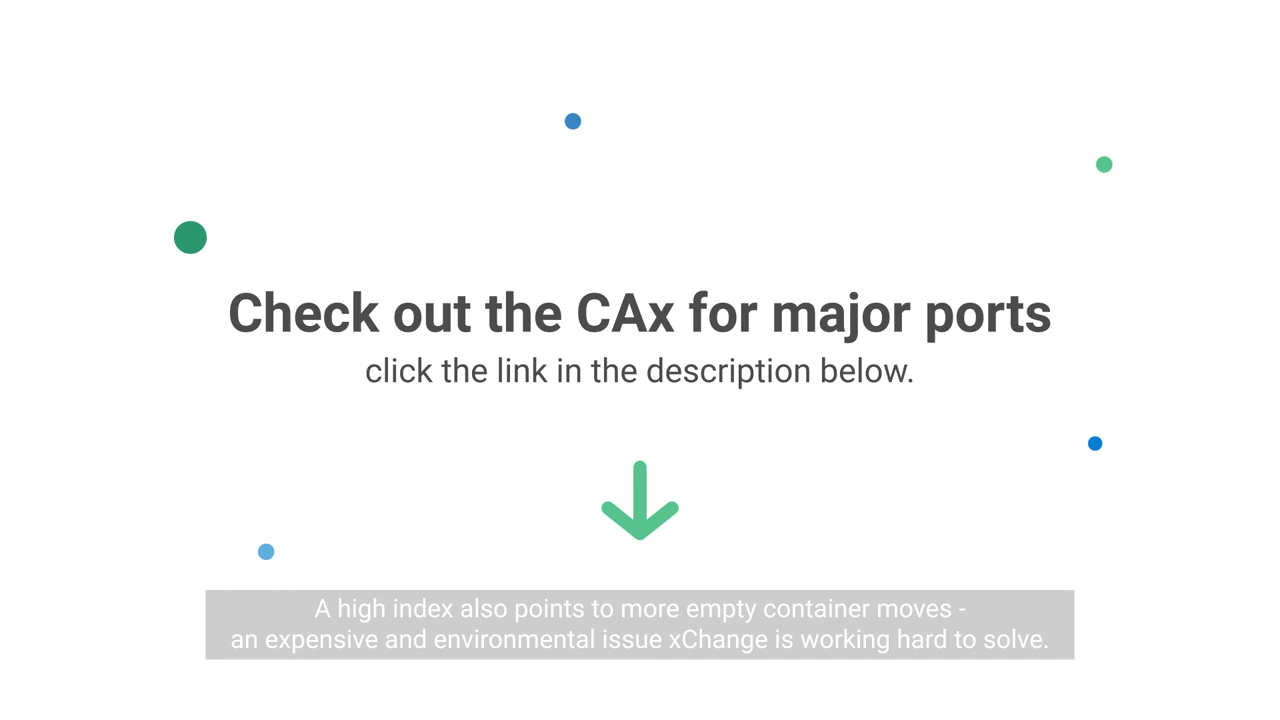 Check out the CAx for major ports
click the link in the description below.
A high index also points to more empty container moves -
an expensive and environmental issue xChange is working hard to solve.